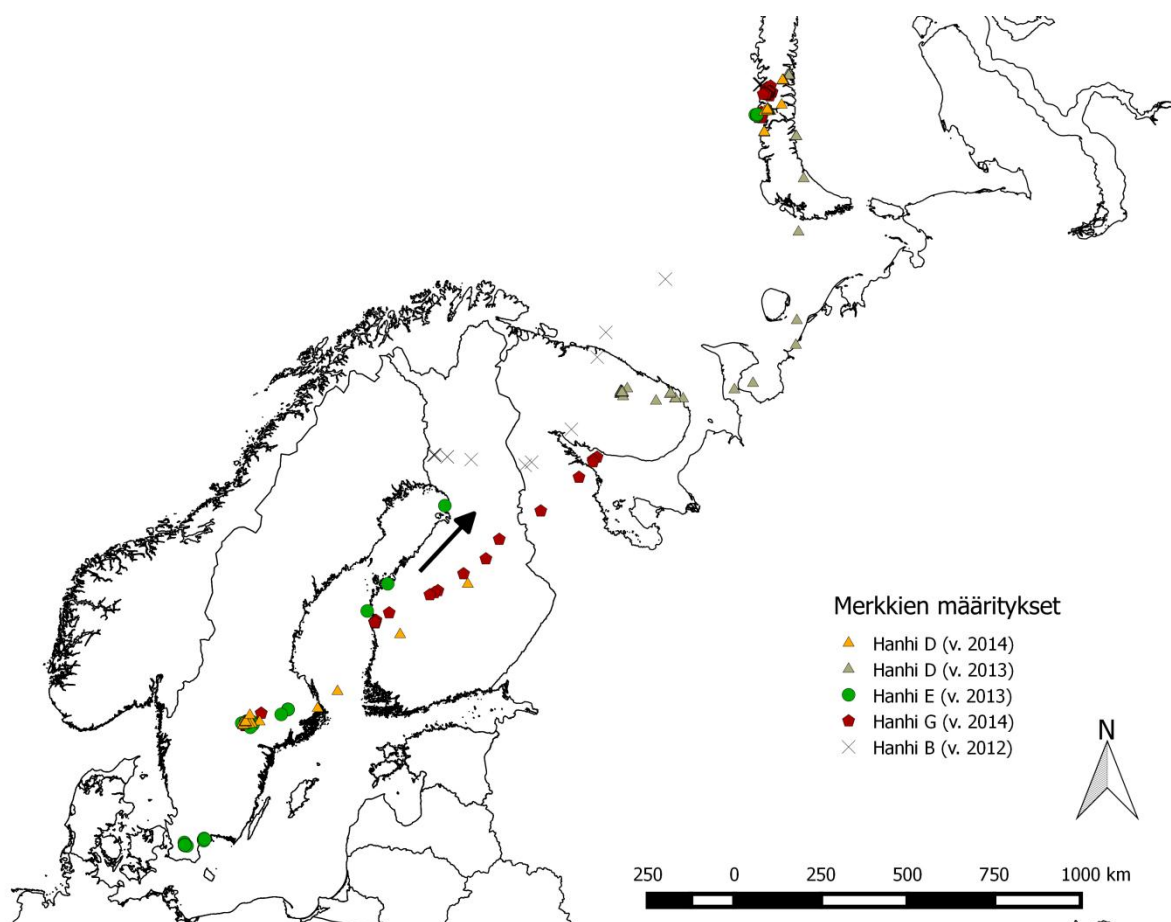 Merkkien määritykset
Hanhi D (v. 2014)
Hanhi D (v. 2013)
Hanhi E (v. 2013)
Hanhi G (v. 2014)
Hanhi B (v. 2012)
N
250 0 250 500 750 1000 km